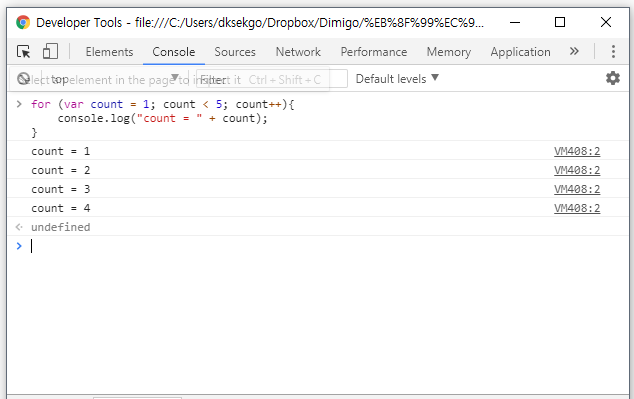 Developer Tools - file:///C:/Users/dksekgo/Dropbox/Dimigo/%EB%8F%99%EC%9...
Elements Console Sources Network Performance Memory Security Application »
top Select an element in the page to inspect it Ctrl + Shift + C Filter Default levels ▼
> for (var count = 1; count < 5; count++){
console.log("count = " + count);
}
count = 1 VM408:2
count = 2 VM408:2
count = 3 VM408:2
count = 4 VM408:2
undefined
>